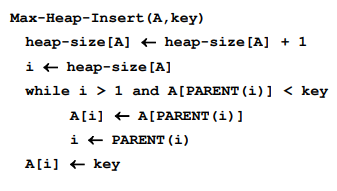 Max-Heap-Insert(A,key)
heap-size[A] ← heap-size[A] + 1
i ← heap-size[A]
while i > 1 and A[PARENT(i)] < key
A[i] ← A[PARENT(i)]
i ← PARENT(i)
A[i] ← key